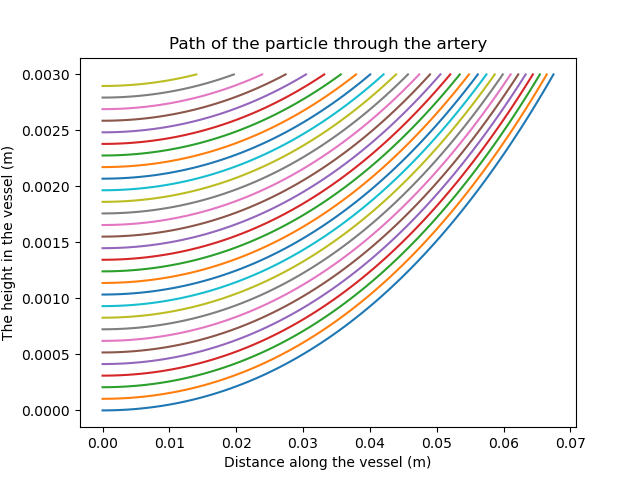 Path of the particle through the artery
The height in the vessel (m)
0.0030
0.0025
0.0020
0.0015
0.0010
0.0005
0.0000
0.00 0.01 0.02 0.03 0.04 0.05 0.06 0.07
Distance along the vessel (m)